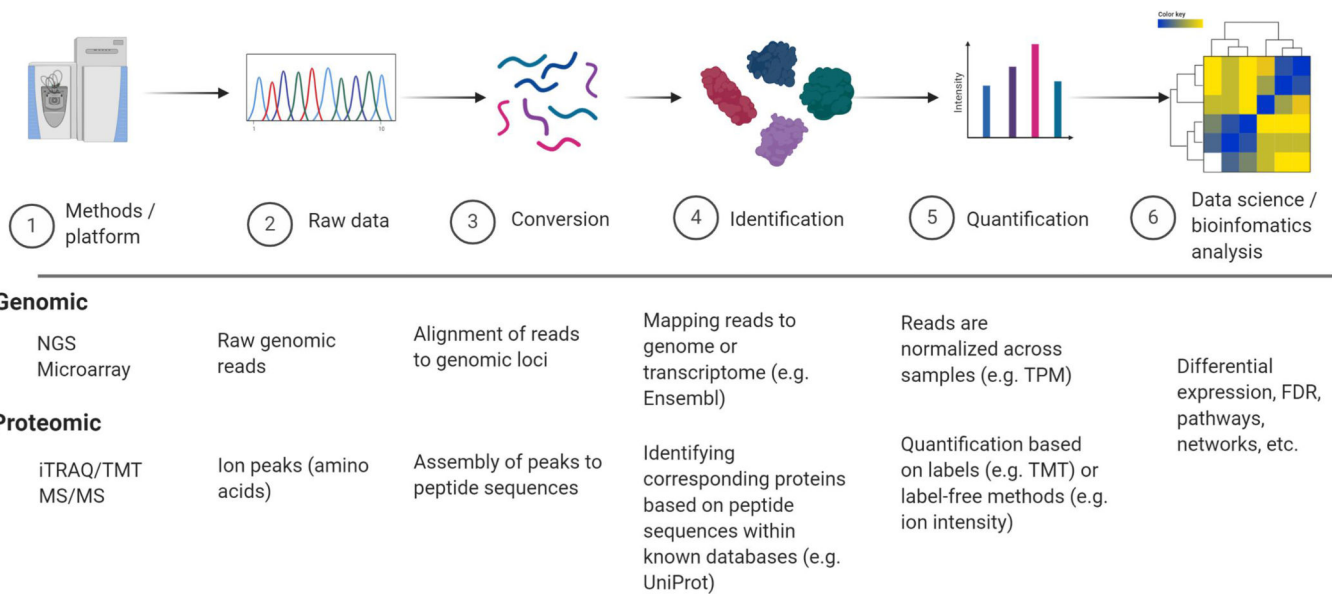 Color key
Intensity
1
10
1
Methods /
platform
2
Raw data
3
Conversion
4
Identification
5
Quantification
6
Data science /
bioinfomatics
analysis
Genomic
NGS
Microarray
Raw genomic
reads
Alignment of reads
to genomic loci
Mapping reads to
genome or
transcriptome (e.g.
Ensembl)
Reads are
normalized across
samples (e.g. TPM)
Differential
expression, FDR,
pathways,
networks, etc.
Proteomic
iTRAQ/TMT
MS/MS
Ion peaks (amino
acids)
Assembly of peaks to
peptide sequences
Identifying
corresponding proteins
based on peptide
sequences within
known databases (e.g.
UniProt)
Quantification based
on labels (e.g. TMT) or
label-free methods (e.g.
ion intensity)